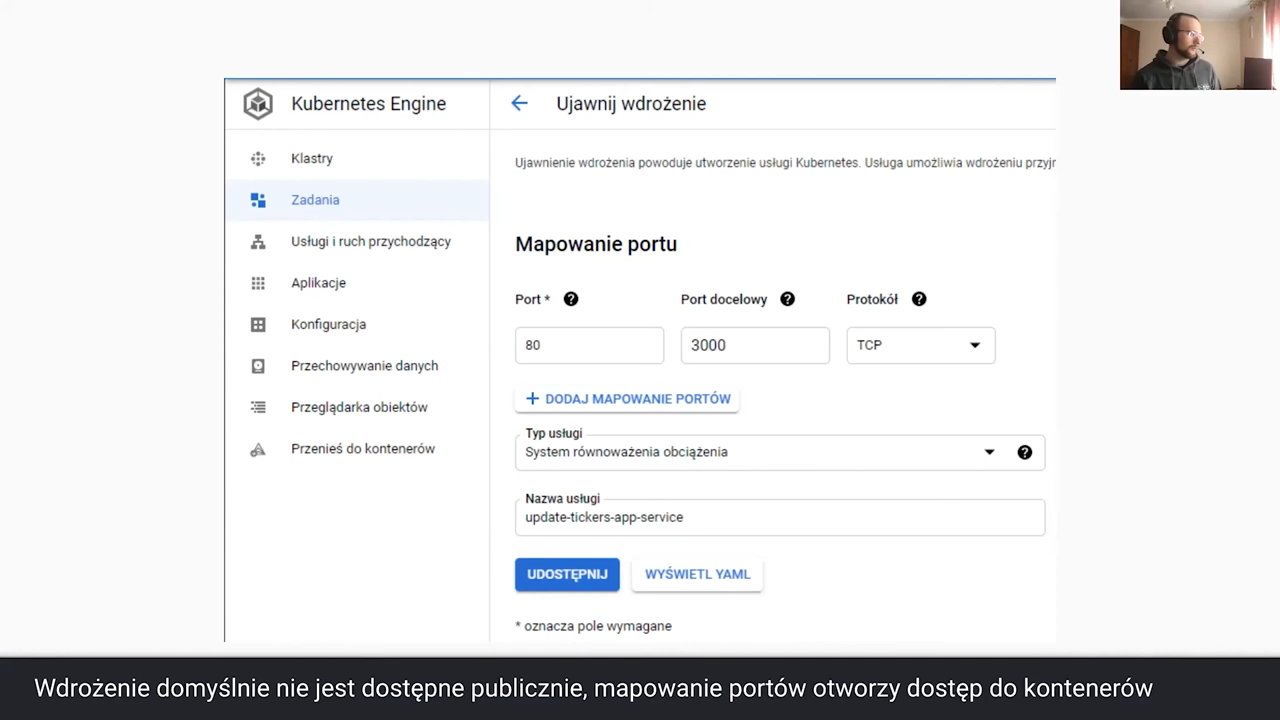 Kubernetes Engine
Ujawnij wdrożenie
Klastry
Zadania
Usługi i ruch przychodzący
Aplikacje
Konfiguracja
Przechowywanie danych
Przeglądarka obiektów
Przenieś do kontenerów
Ujawnienie wdrożenia powoduje utworzenie usługi Kubernetes. Usługa umożliwia wdrożeniu przyjm
Mapowanie portu
Port * ?
Port docelowy ?
Protokół ?
80
3000
TCP
+ DODAJ MAPOWANIE PORTÓW
Typ usługi
System równoważenia obciążenia ?
Nazwa usługi
update-tickers-app-service
UDOSTĘPNIJ
WYŚWIETL YAML
* oznacza pole wymagane
Wdrożenie domyślnie nie jest dostępne publicznie, mapowanie portów otworzy dostęp do kontenerów